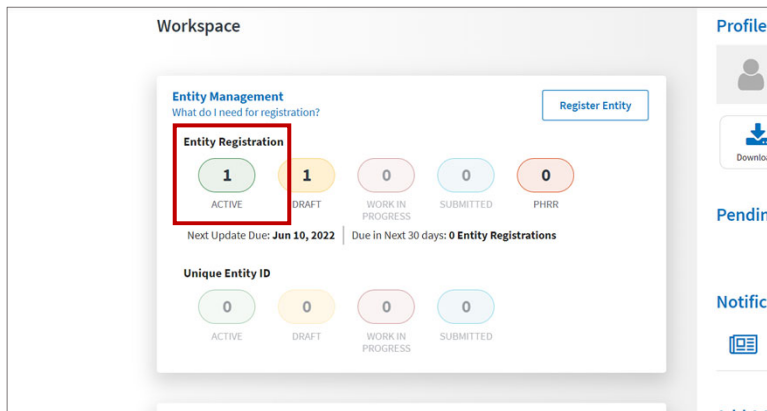 Workspace
Profile
Entity Management
What do I need for registration?
Register Entity
Entity Registration
1
1
0
0
0
ACTIVE
DRAFT
WORK IN
PROGRESS
SUBMITTED
PHRR
Downlo
Next Update Due: Jun 10, 2022 Due in Next 30 days: 0 Entity Registrations
Pendin
Unique Entity ID
0
0
0
0
ACTIVE
DRAFT
WORK IN
PROGRESS
SUBMITTED
Notific